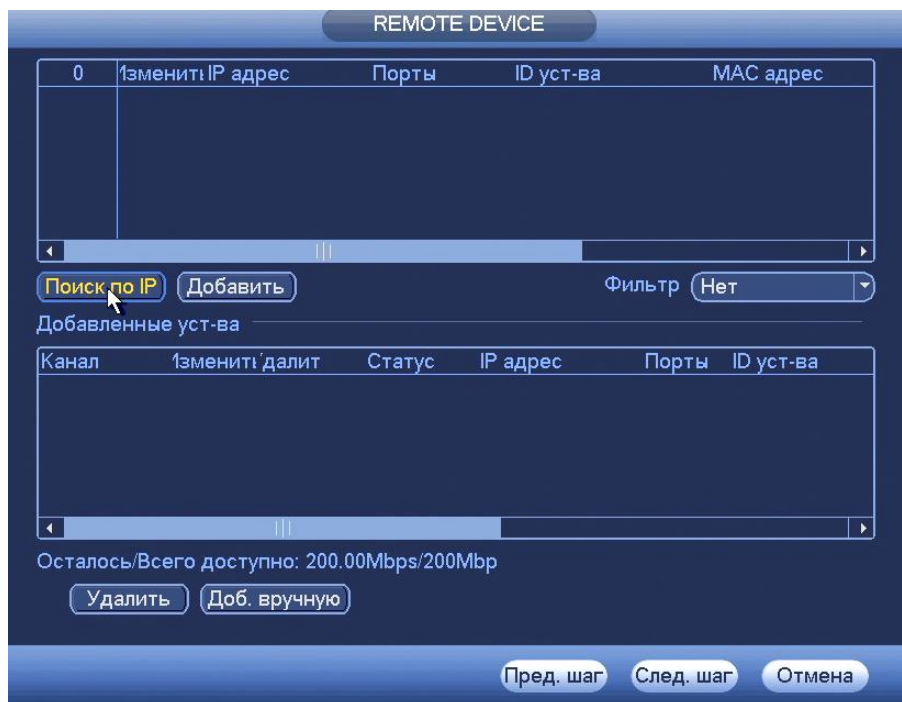 REMOTE DEVICE
0 Изменить IP адрес Порты ID уст-ва MAC адрес
Поиск по IP Добавить Фильтр Нет
Добавленные уст-ва
Канал Изменить далит Статус IP адрес Порты ID уст-ва
Осталось/Всего доступно: 200.00Mbps/200Mbp
Удалить Доб. вручную
Пред. шаг След. шаг Отмена